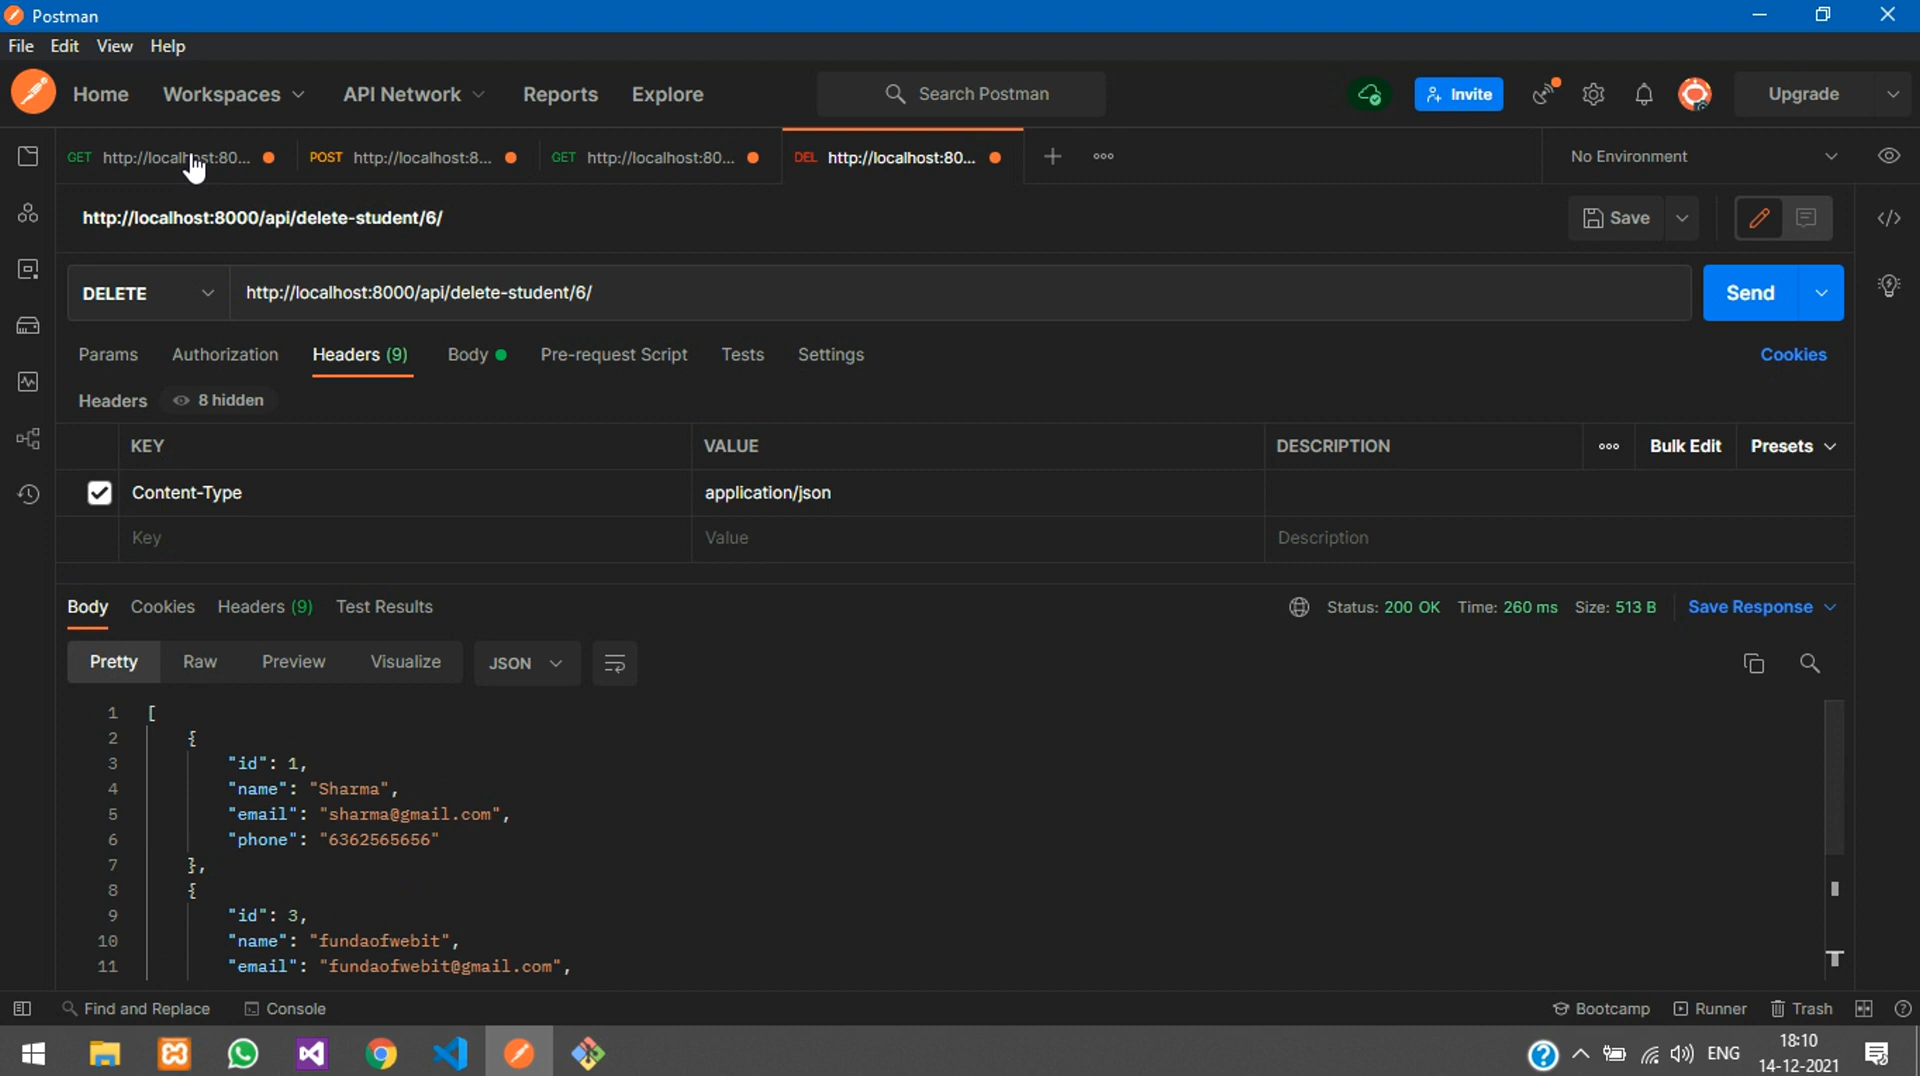 Postman
File Edit View Help
Home Workspaces API Network Reports Explore Search Postman Invite Upgrade
GET http://localhost:80... POST http://localhost:8... GET http://localhost:80... DEL http://localhost:80... No Environment
http://localhost:8000/api/delete-student/6/ Save
DELETE http://localhost:8000/api/delete-student/6/ Send
Params Authorization Headers (9) Body Pre-request Script Tests Settings Cookies
Headers 8 hidden
KEY VALUE DESCRIPTION Bulk Edit Presets
Content-Type application/json
Key Value Description
Body Cookies Headers (9) Test Results Status: 200 OK Time: 260 ms Size: 513 B Save Response
Pretty Raw Preview Visualize JSON
1 [
2 {
3 "id": 1,
4 "name": "Sharma",
5 "email": "sharma@gmail.com",
6 "phone": "6362565656"
7 },
8 {
9 "id": 3,
10 "name": "fundaofwebit",
11 "email": "fundaofwebit@gmail.com",
Find and Replace Console Bootcamp Runner Trash
ENG 18:10
14-12-2021